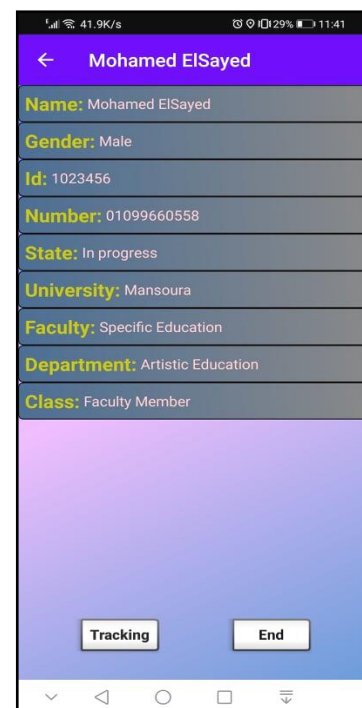 41.9K/s 29% 11:41
Mohamed ElSayed
Name: Mohamed ElSayed
Gender: Male
Id: 1023456
Number: 01099660558
State: In progress
University: Mansoura
Faculty: Specific Education
Department: Artistic Education
Class: Faculty Member
Tracking End